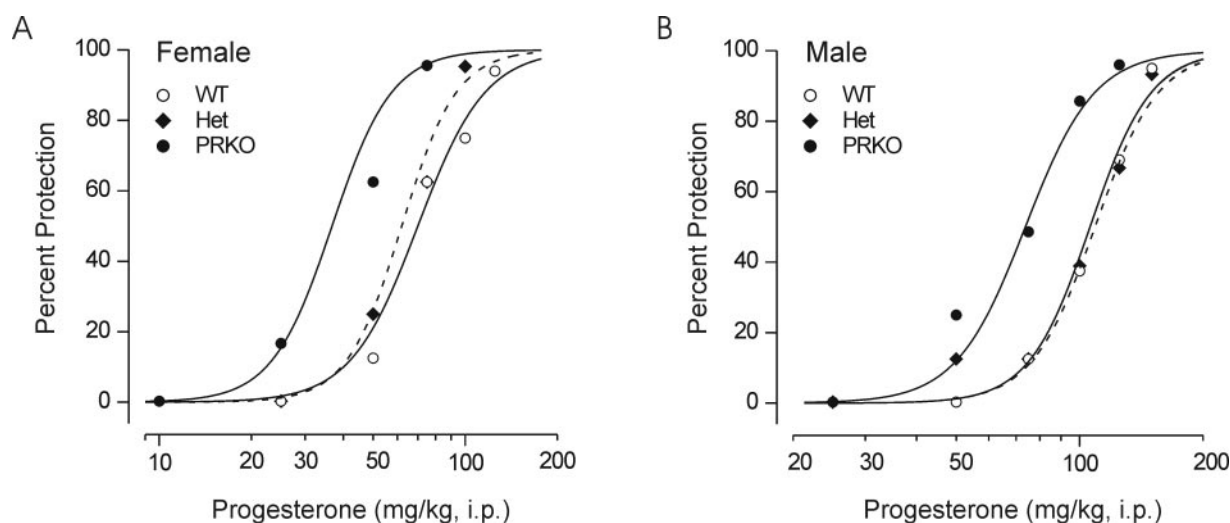 A
Female
WT
Het
PRKO
100
80
60
40
20
0
Percent Protection
10
20
30
50
100
200
Progesterone (mg/kg, i.p.)
B
Male
WT
Het
PRKO
100
80
60
40
20
0
Percent Protection
20
30
50
100
200
Progesterone (mg/kg, i.p.)